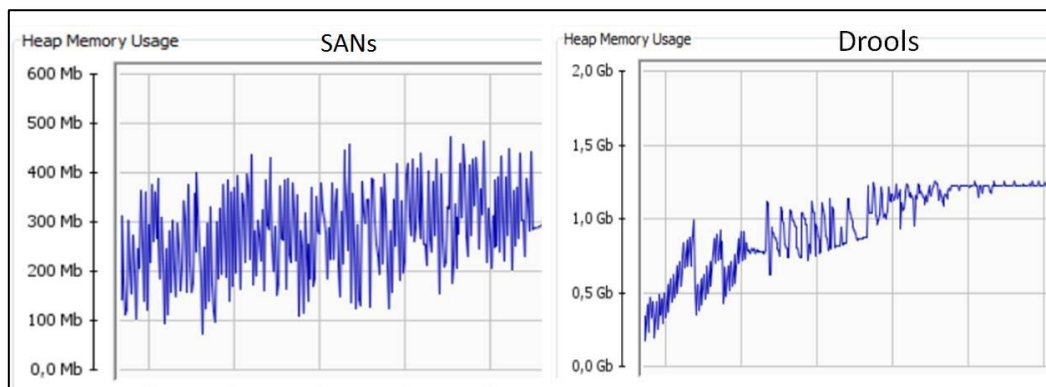 Heap Memory Usage
SANs
600 Mb
500 Mb
400 Mb
300 Mb
200 Mb
100 Mb
0,0 Mb
Heap Memory Usage
Drools
2,0 Gb
1,5 Gb
1,0 Gb
0,5 Gb
0,0 Gb